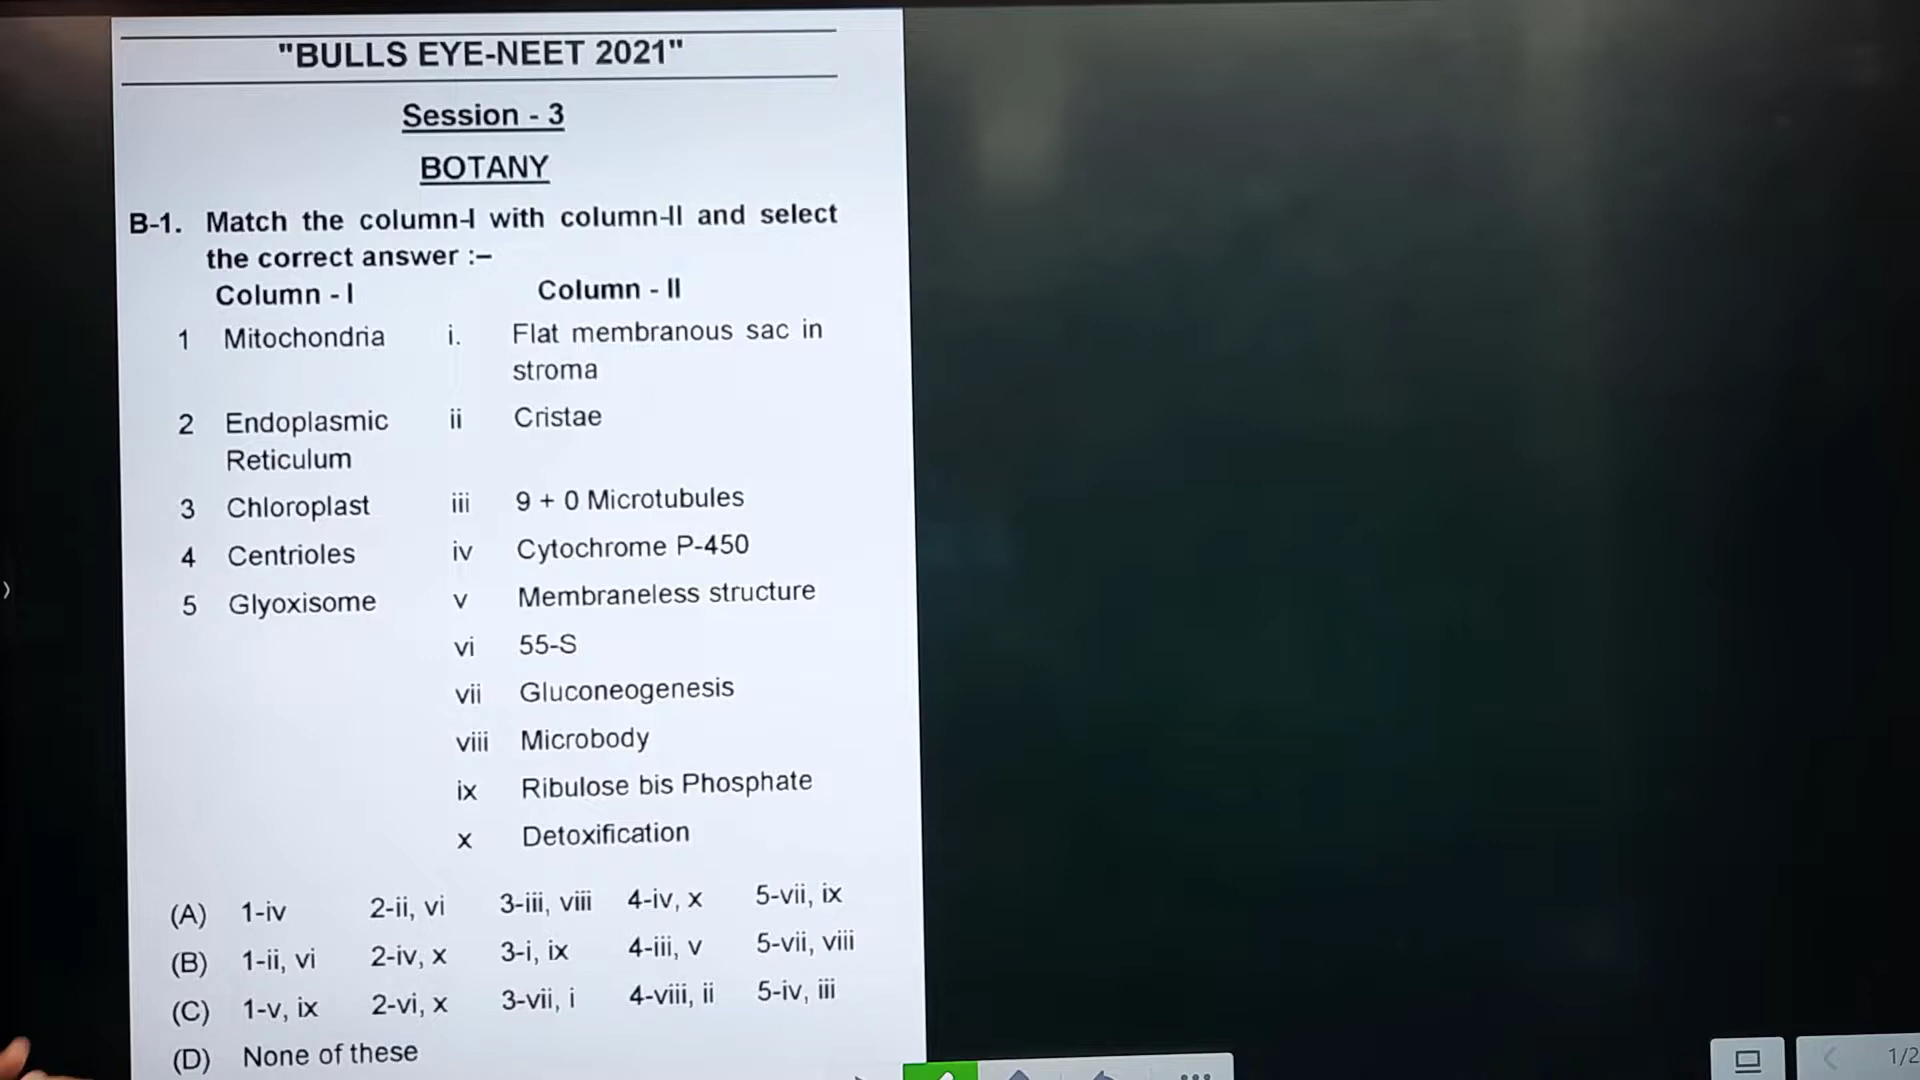 "BULLS EYE-NEET 2021"
Session - 3
BOTANY
B-1. Match the column-I with column-II and select
the correct answer :–
Column - I Column - II
1 Mitochondria i. Flat membranous sac in
stroma
2 Endoplasmic ii Cristae
Reticulum
3 Chloroplast iii 9 + 0 Microtubules
4 Centrioles iv Cytochrome P-450
5 Glyoxisome v Membraneless structure
vi 55-S
vii Gluconeogenesis
viii Microbody
ix Ribulose bis Phosphate
x Detoxification
(A) 1-iv 2-ii, vi 3-iii, viii 4-iv, x 5-vii, ix
(B) 1-ii, vi 2-iv, x 3-i, ix 4-iii, v 5-vii, viii
(C) 1-v, ix 2-vi, x 3-vii, i 4-viii, ii 5-iv, iii
(D) None of these
1/2